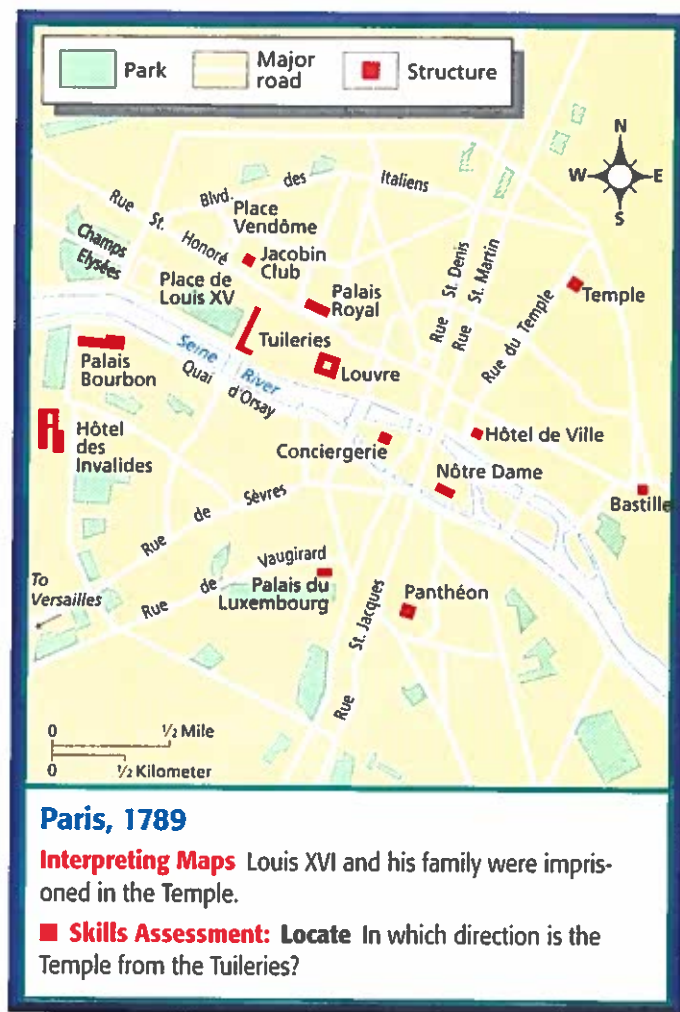 Park
Major
road
Structure
N
W
E
S
Blvd. des Italiens
Rue St. Honoré
Place
Vendôme
Champs
Elysées
Jacobin
Club
Place de
Louis XV
Palais
Royal
Rue St. Denis
Rue St. Martin
Temple
Rue du Temple
Tuileries
Palais
Bourbon
Seine River
Quai d'Orsay
Louvre
Hôtel
des
Invalides
Conciergerie
Hôtel de Ville
Nôtre Dame
Bastille
Rue de Sèvres
To
Versailles
Rue de Vaugirard
Palais du
Luxembourg
Rue St. Jacques
Panthéon
0 ½ Mile
0 ½ Kilometer
Paris, 1789
Interpreting Maps Louis XVI and his family were impris-
oned in the Temple.
■ Skills Assessment: Locate In which direction is the
Temple from the Tuileries?